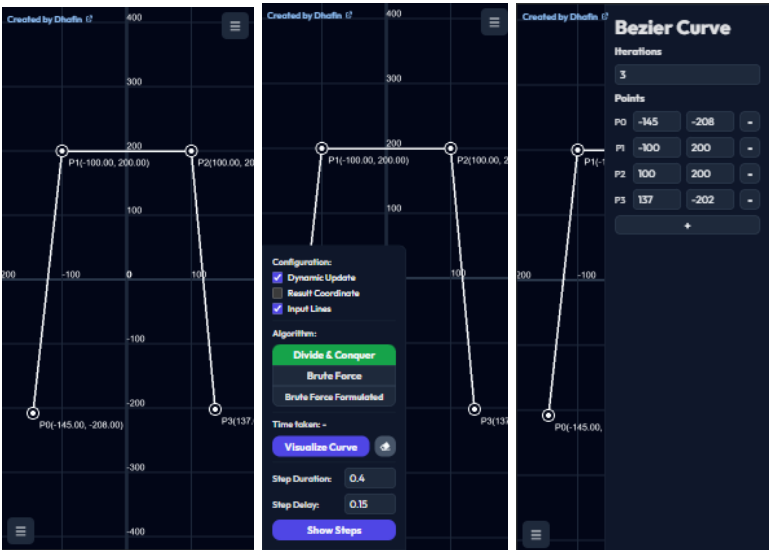 Created by Dhafin
400
300
200
P1(-100.00, 200.00)
P2(100.00, 20
100
200
-100
0
100
-100
-200
P0(-145.00, -208.00)
P3(137.
-300
-400
Created by Dhafin
400
300
200
P1(-100.00, 200.00)
P2(100.00, 2
100
100
Configuration:
Dynamic Update
Result Coordinate
Input Lines
Algorithm:
Divide & Conquer
Brute Force
Brute Force Formulated
Time taken: -
Visualize Curve
Step Duration: 0.4
Step Delay: 0.15
Show Steps
P3(137
Created by Dhafin
P1(-1
200
-100
P0(-145.00,
Bezier Curve
Iterations
3
Points
P0 -145 -208 -
P1 -100 200 -
P2 100 200 -
P3 137 -202 -
+